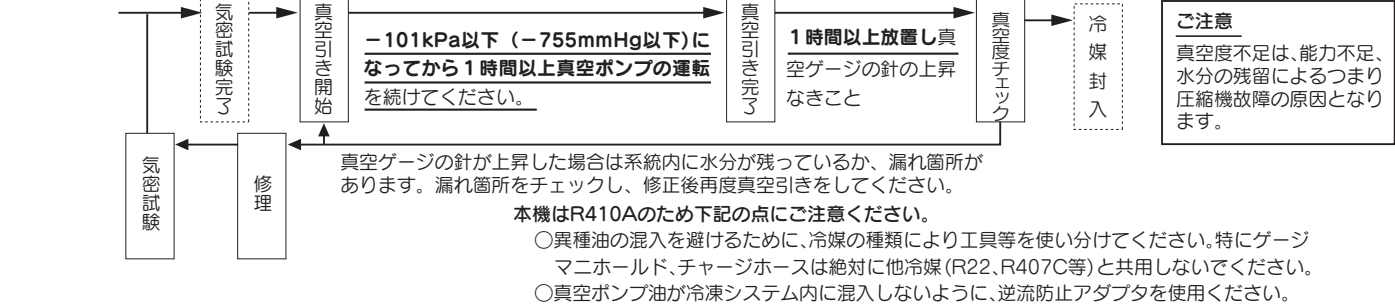 気密試験完了
真空引き開始
－101kPa以下（－755mmHg以下）に
なってから１時間以上真空ポンプの運転
を続けてください。
真空引き完了
１時間以上放置し真
空ゲージの針の上昇
なきこと
真空度チェック
冷媒封入
ご注意
真空度不足は、能力不足、
水分の残留によるつまり
圧縮機故障の原因となり
ます。
気密試験
修理
真空ゲージの針が上昇した場合は系統内に水分が残っているか、漏れ箇所が
あります。漏れ箇所をチェックし、修正後再度真空引きをしてください。
本機はR410Aのため下記の点にご注意ください。
○異種油の混入を避けるために、冷媒の種類により工具等を使い分けてください。特にゲージ
マニホールド、チャージホースは絶対に他冷媒（R22、R407C等）と共用しないでください。
○真空ポンプ油が冷凍システム内に混入しないように、逆流防止アダプタを使用ください。